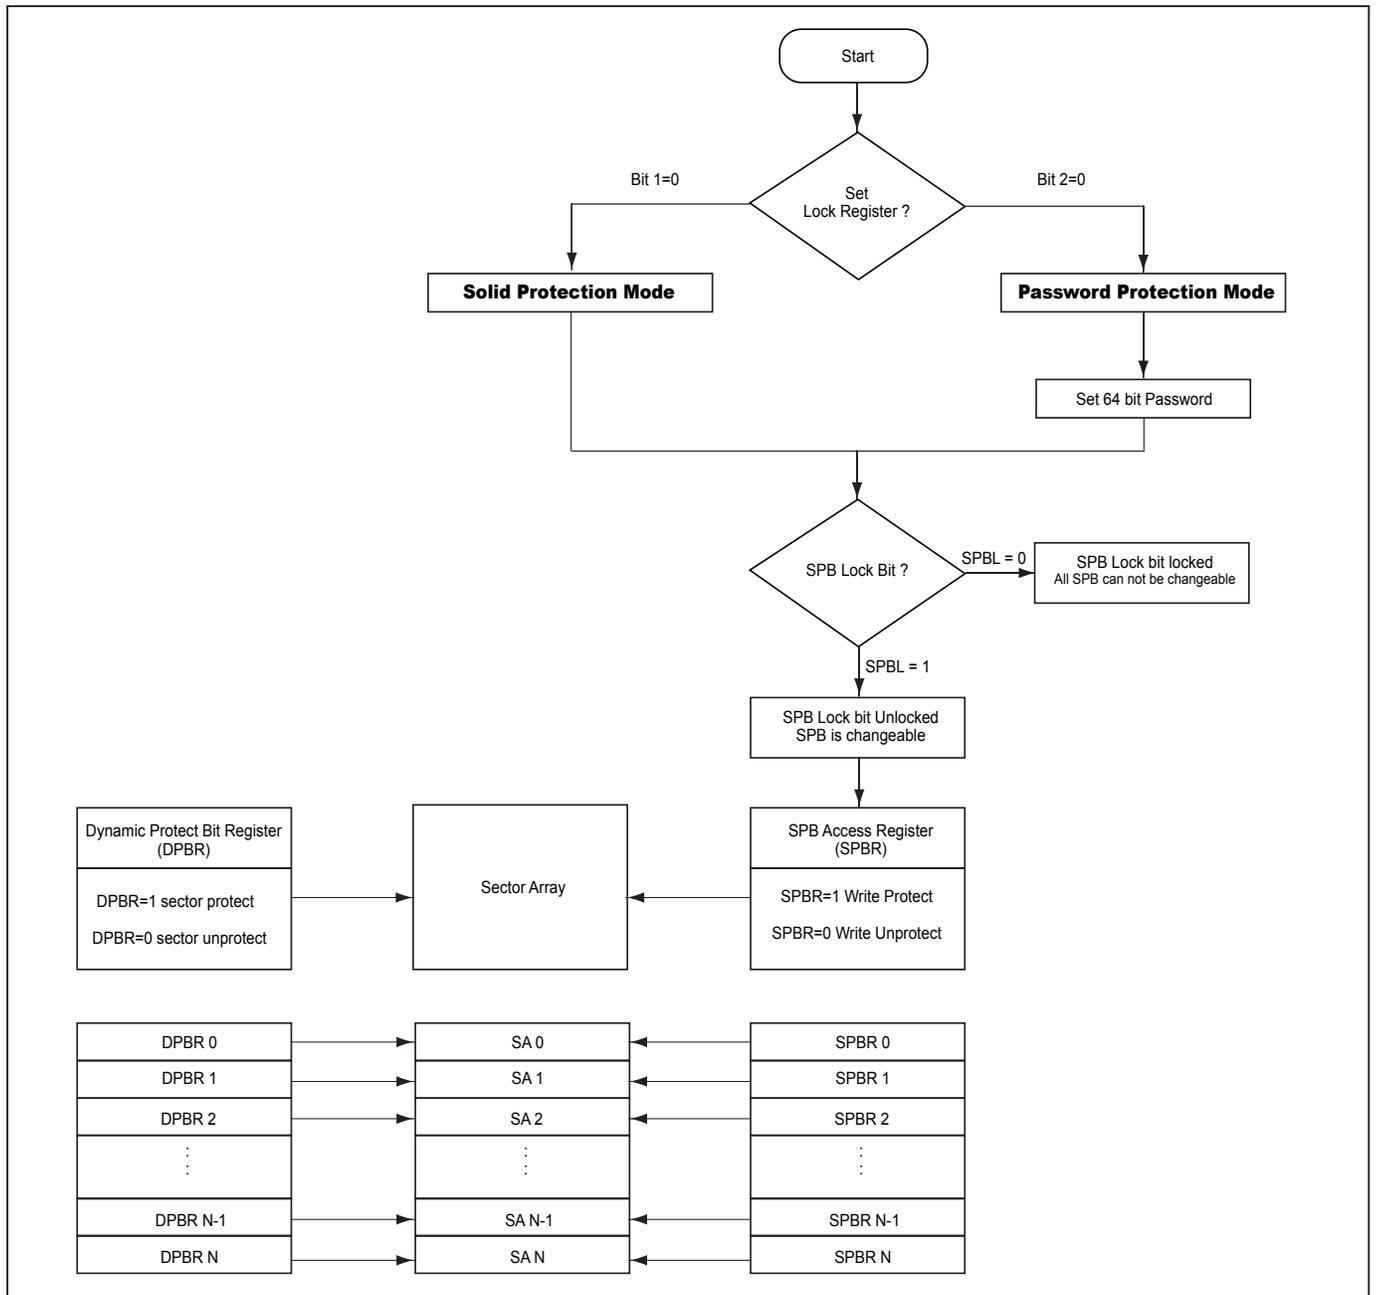 Start
Bit 1=0
Set
Lock Register ?
Bit 2=0
Solid Protection Mode
Password Protection Mode
Set 64 bit Password
SPB Lock Bit ?
SPBL = 0
SPB Lock bit locked
All SPB can not be changeable
SPBL = 1
SPB Lock bit Unlocked
SPB is changeable
Dynamic Protect Bit Register
(DPBR)
DPBR=1 sector protect
DPBR=0 sector unprotect
Sector Array
SPB Access Register
(SPBR)
SPBR=1 Write Protect
SPBR=0 Write Unprotect
DPBR 0
SA 0
SPBR 0
DPBR 1
SA 1
SPBR 1
DPBR 2
SA 2
SPBR 2
DPBR N-1
SA N-1
SPBR N-1
DPBR N
SA N
SPBR N